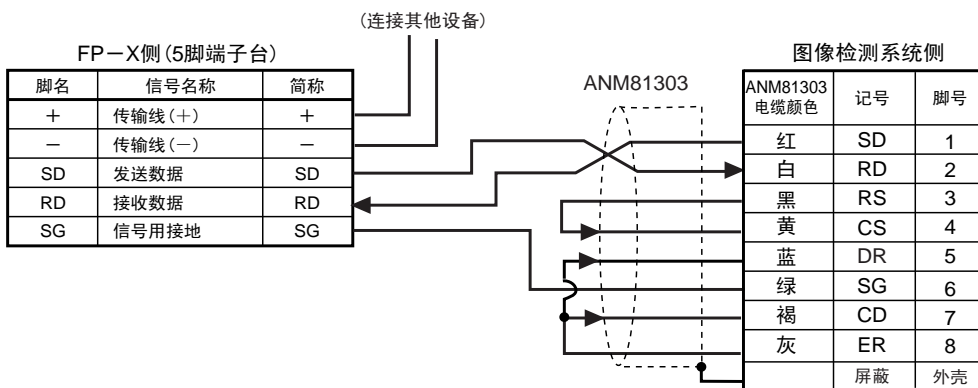 (连接其他设备)
FP－X侧(5脚端子台)
脚名 信号名称 简称
＋ 传输线(＋) ＋
－ 传输线(－) －
SD 发送数据 SD
RD 接收数据 RD
SG 信号用接地 SG
ANM81303
图像检测系统侧
ANM81303
电缆颜色 记号 脚号
红 SD 1
白 RD 2
黑 RS 3
黄 CS 4
蓝 DR 5
绿 SG 6
褐 CD 7
灰 ER 8
屏蔽 外壳